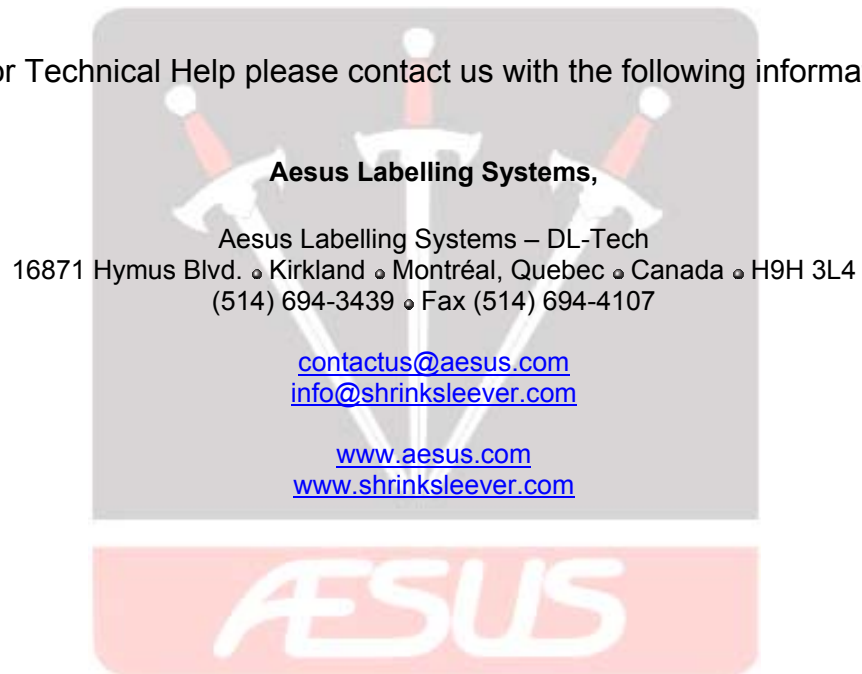 or Technical Help please contact us with the following informa
Aesus Labelling Systems,
Aesus Labelling Systems – DL-Tech
16871 Hymus Blvd. • Kirkland • Montréal, Quebec • Canada • H9H 3L4
(514) 694-3439 • Fax (514) 694-4107
contactus@aesus.com
info@shrinksleever.com
www.aesus.com
www.shrinksleever.com
ÆSUS